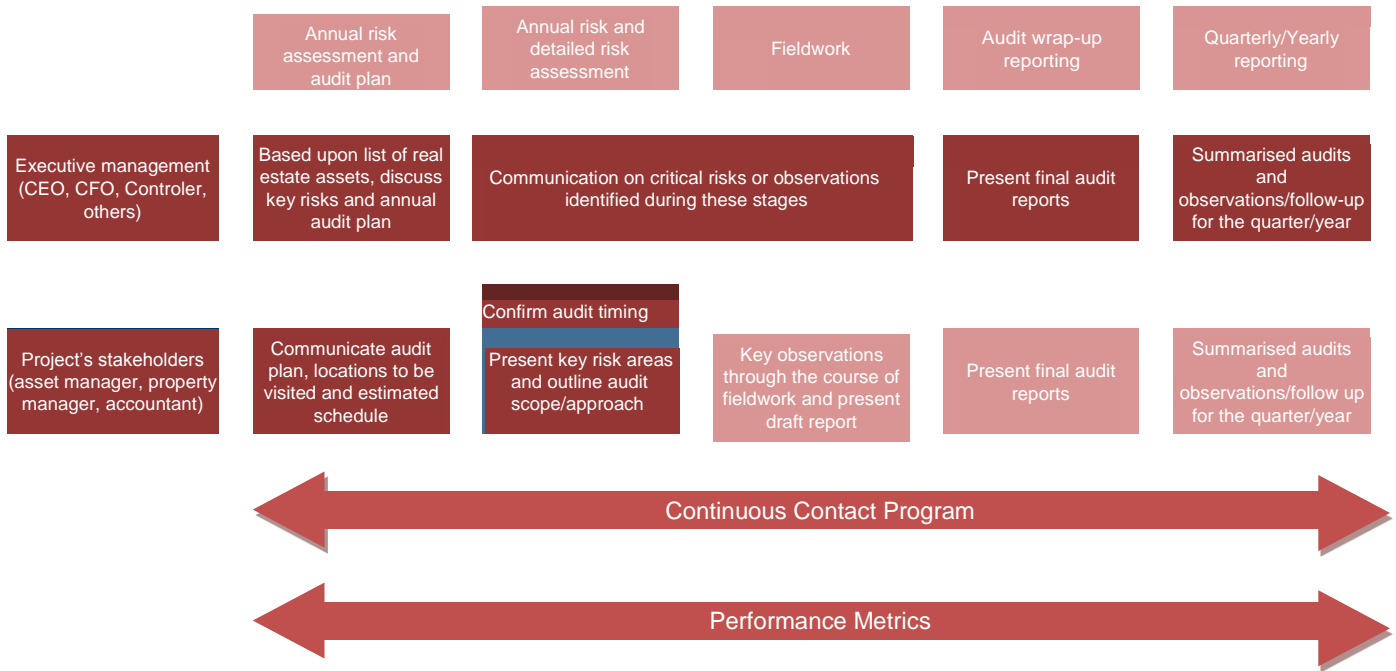 Annual risk
assessment and
audit plan
Annual risk and
detailed risk
assessment
Fieldwork
Audit wrap-up
reporting
Quarterly/Yearly
reporting
Executive management
(CEO, CFO, Controler,
others)
Based upon list of real
estate assets, discuss
key risks and annual
audit plan
Communication on critical risks or observations
identified during these stages
Present final audit
reports
Summarised audits
and
observations/follow-up
for the quarter/year
Project’s stakeholders
(asset manager, property
manager, accountant)
Communicate audit
plan, locations to be
visited and estimated
schedule
Confirm audit timing
Present key risk areas
and outline audit
scope/approach
Key observations
through the course of
fieldwork and present
draft report
Present final audit
reports
Summarised audits
and
observations/follow up
for the quarter/year
Continuous Contact Program
Performance Metrics